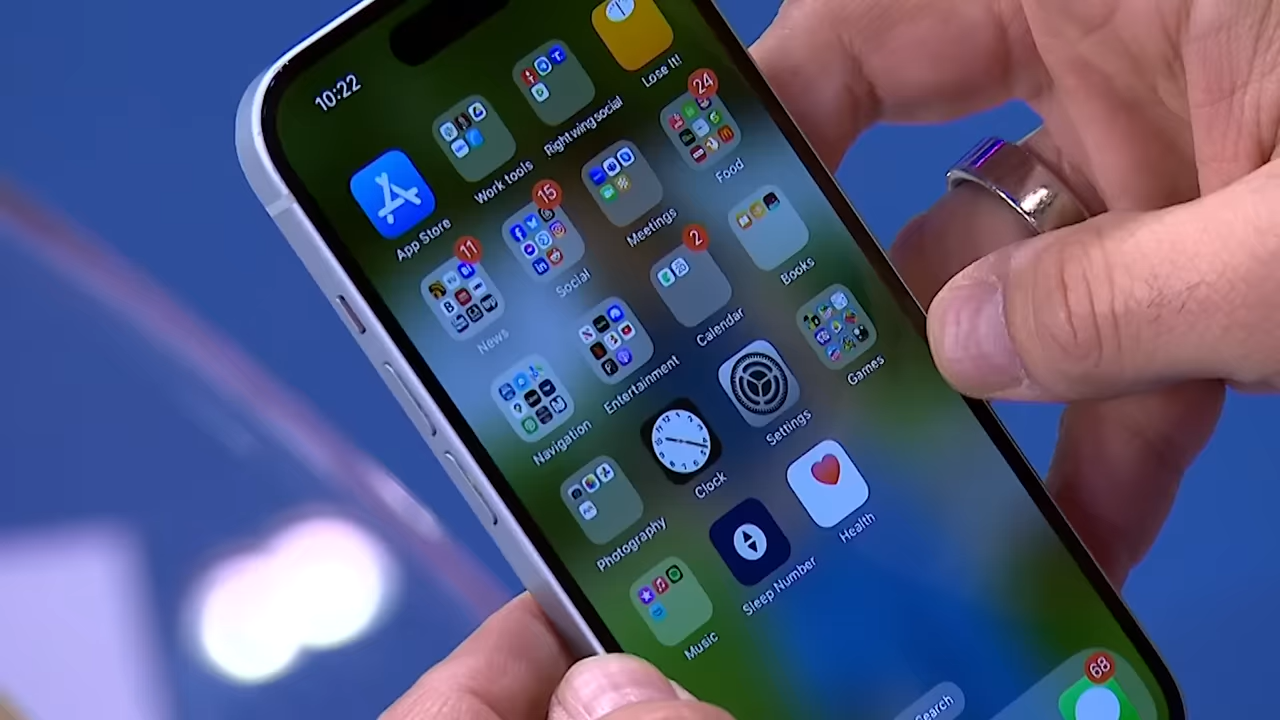 10:22
App Store
Work tools
Right wing social
Lose It!
11
News
15
Social
Meetings
24
Food
Navigation
Entertainment
2
Calendar
Books
Photography
Clock
Settings
Games
Music
Sleep Number
Health
Search
68